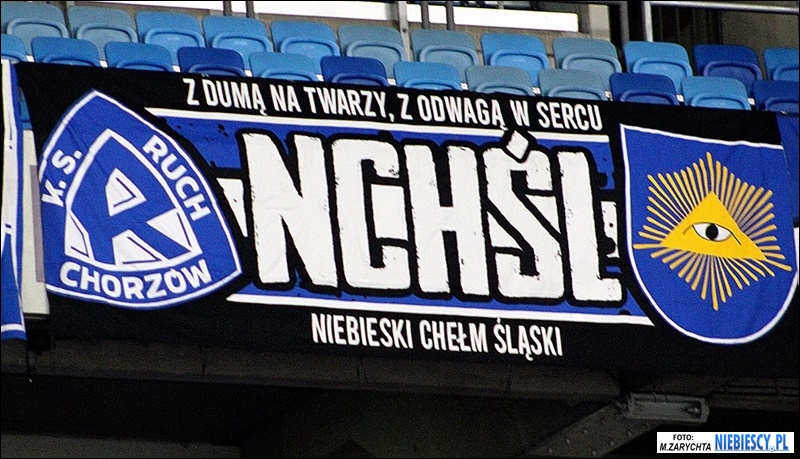 Z DUMĄ NA TWARZY, Z ODWAGĄ W SERCU
K.S. RUCH
CHORZÓW
NCHŚL
NIEBIESKI CHEŁM ŚLĄSKI
FOTO:
M.ZARYCHTA
NIEBIESCY.PL